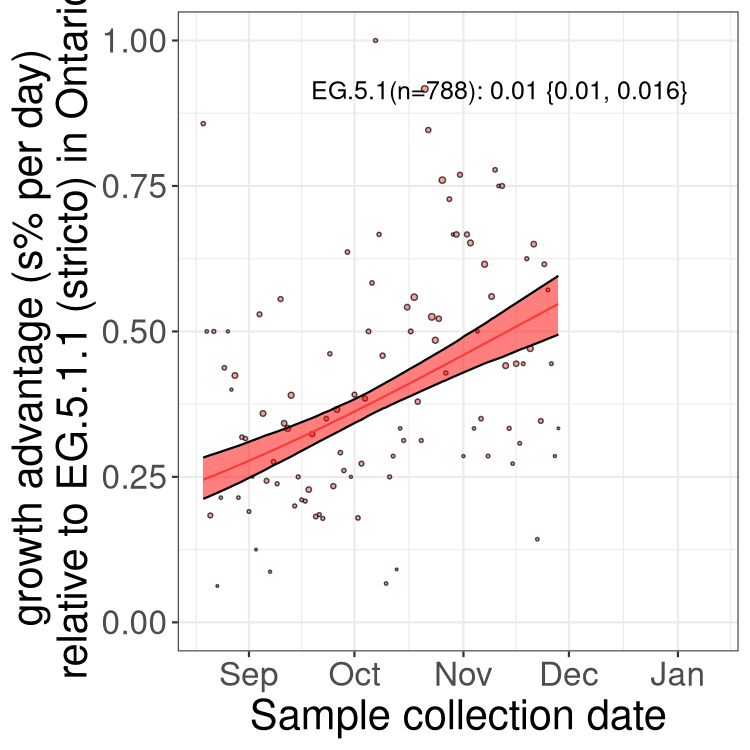 growth advantage (s% per day)
relative to EG.5.1.1 (stricto) in Ontario
1.00
0.75
0.50
0.25
0.00
EG.5.1(n=788): 0.01 {0.01, 0.016}
Sep Oct Nov Dec Jan
Sample collection date